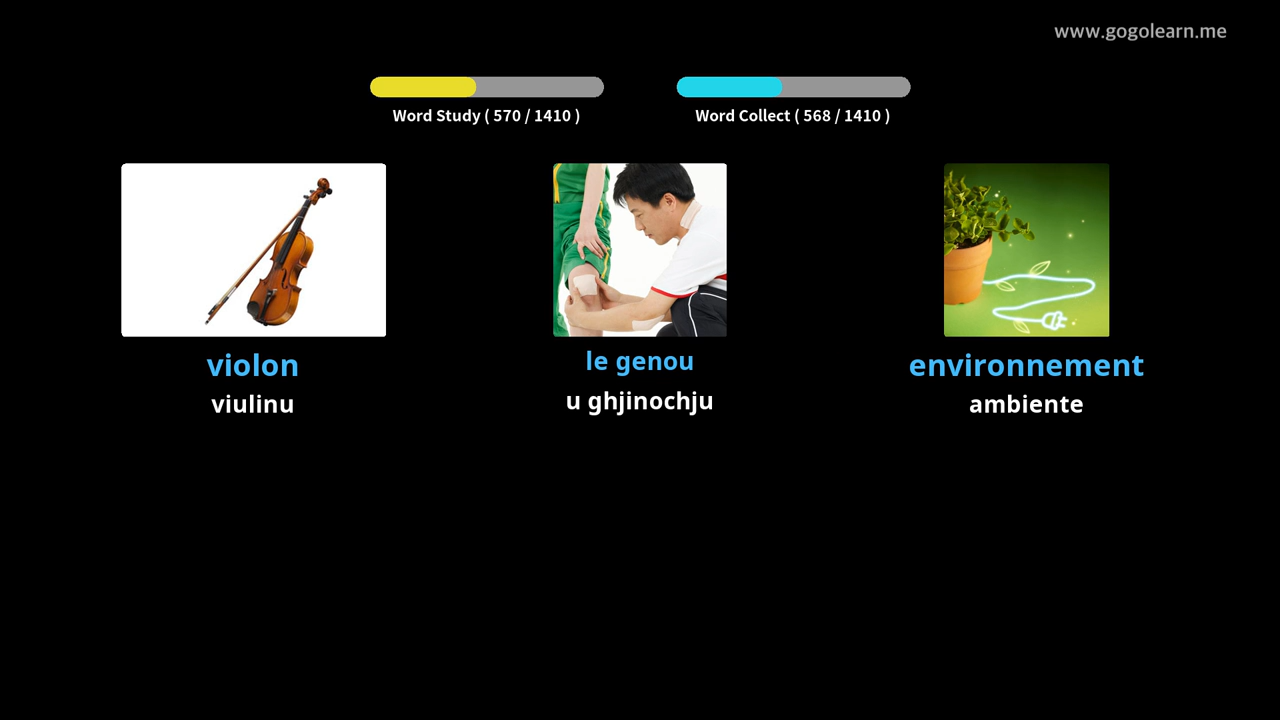 www.gogolearn.me
Word Study ( 570 / 1410 )
Word Collect ( 568 / 1410 )
violon
viulinu
le genou
u ghjinochju
environnement
ambiente